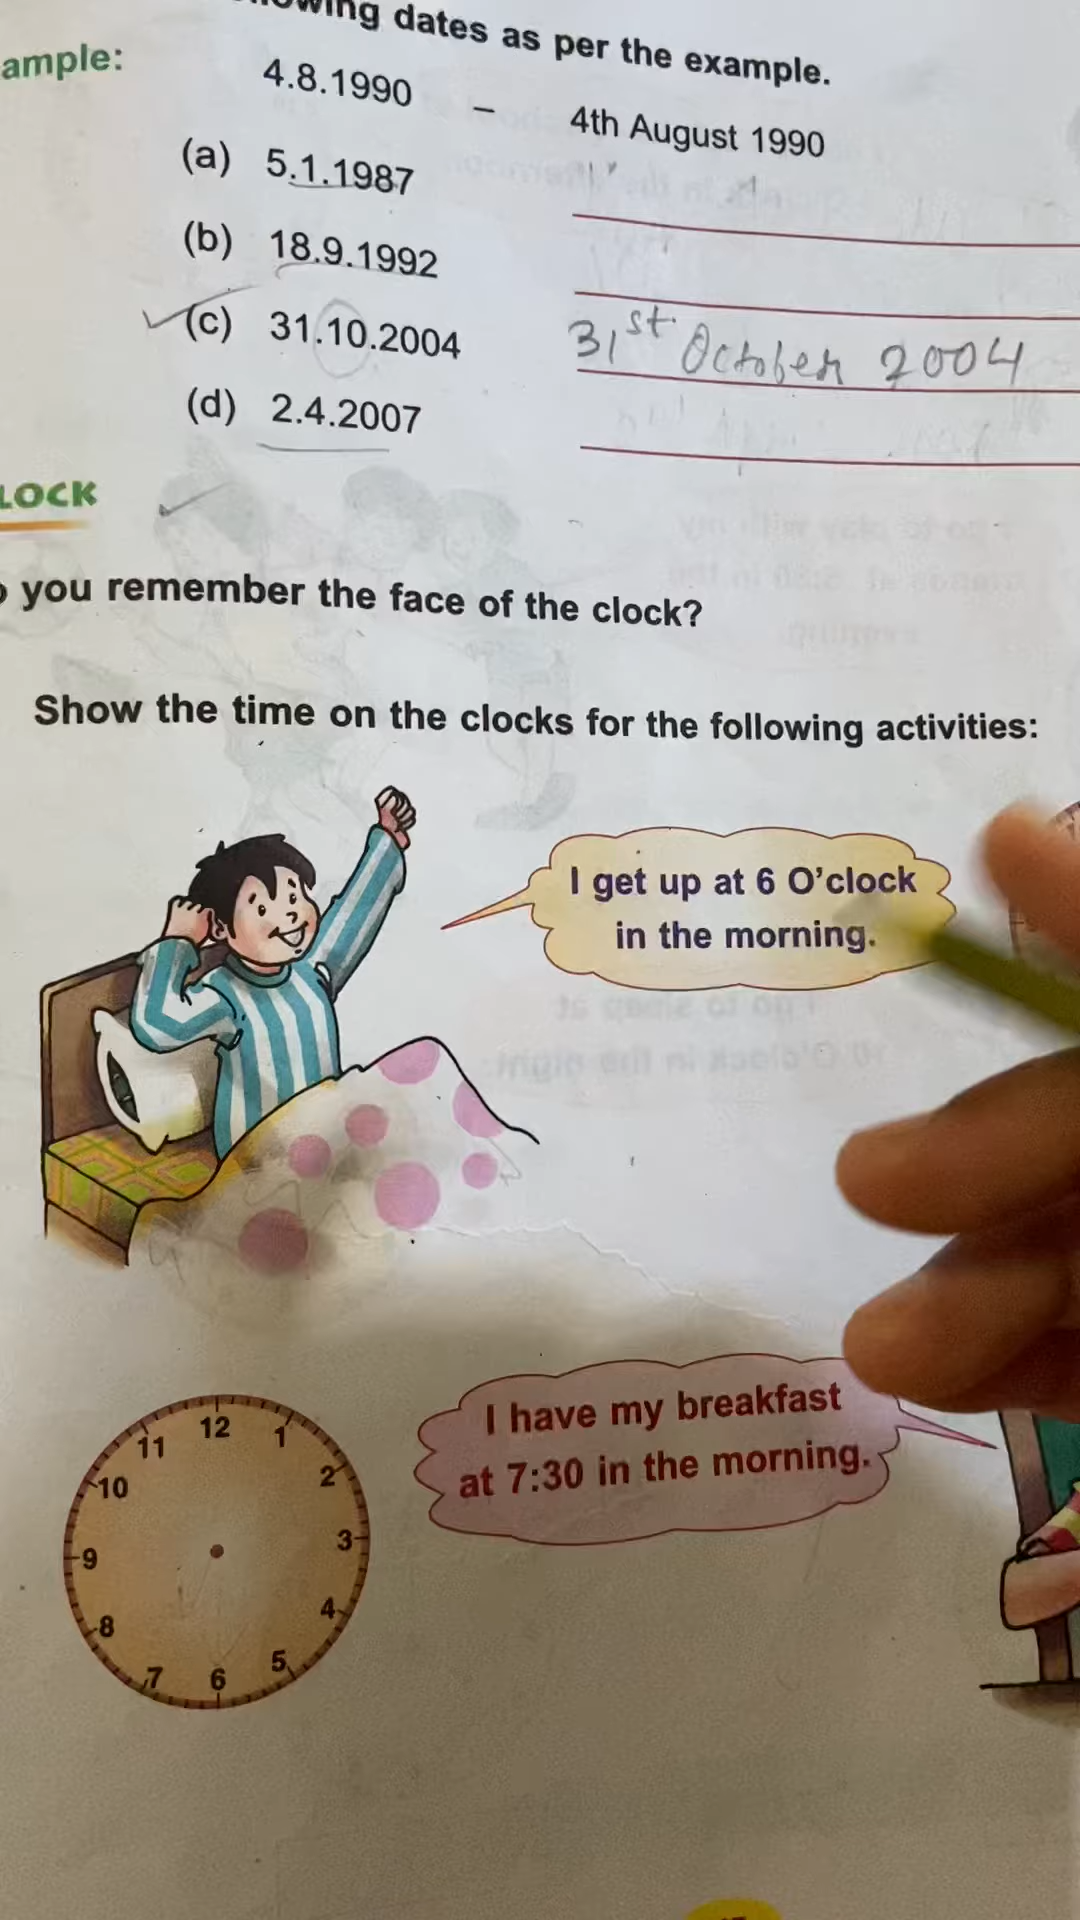 dates as per the example.
ample:
4.8.1990 – 4th August 1990
(a) 5.1.1987
(b) 18.9.1992
(c) 31.10.2004 31st October 2004
(d) 2.4.2007
LOCK
you remember the face of the clock?
Show the time on the clocks for the following activities:
I get up at 6 O'clock
in the morning.
I have my breakfast
at 7:30 in the morning.
12
11 1
10 2
9 3
8 4
7 6 5